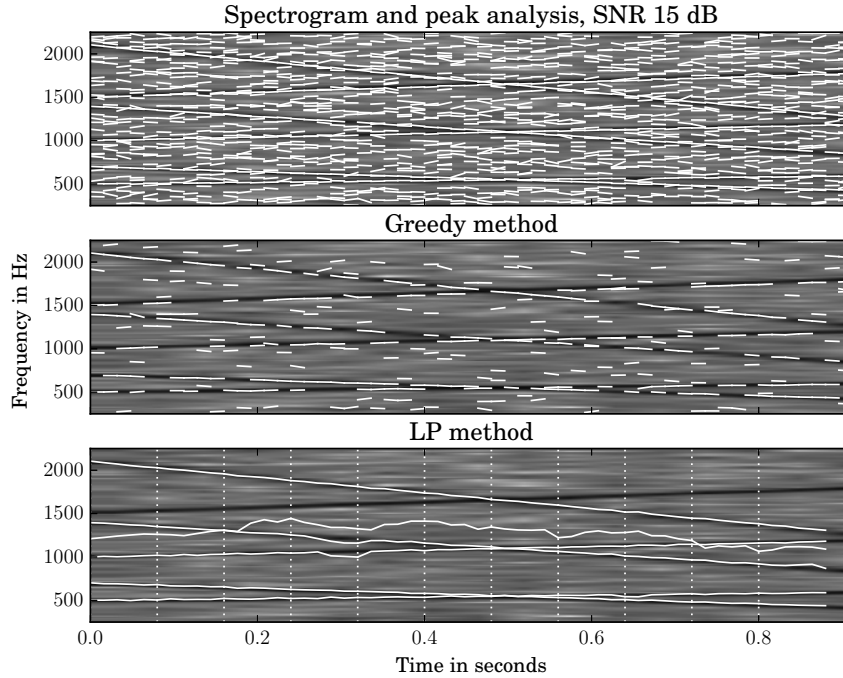 Spectrogram and peak analysis, SNR 15 dB
2000
1500
1000
500
Greedy method
2000
1500
1000
500
Frequency in Hz
LP method
2000
1500
1000
500
0.0 0.2 0.4 0.6 0.8
Time in seconds